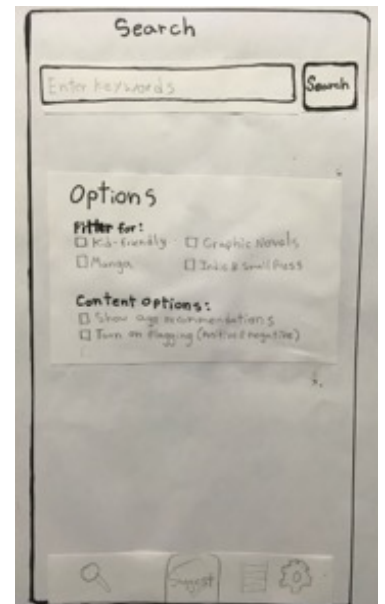 Search
Enter keywords
Search
Options
Filter for:
Kid-friendly Graphic Novels
Manga Indie & Small Press
Content options:
Show age recommendations
Turn on flagging (positive/negative)
Suggest